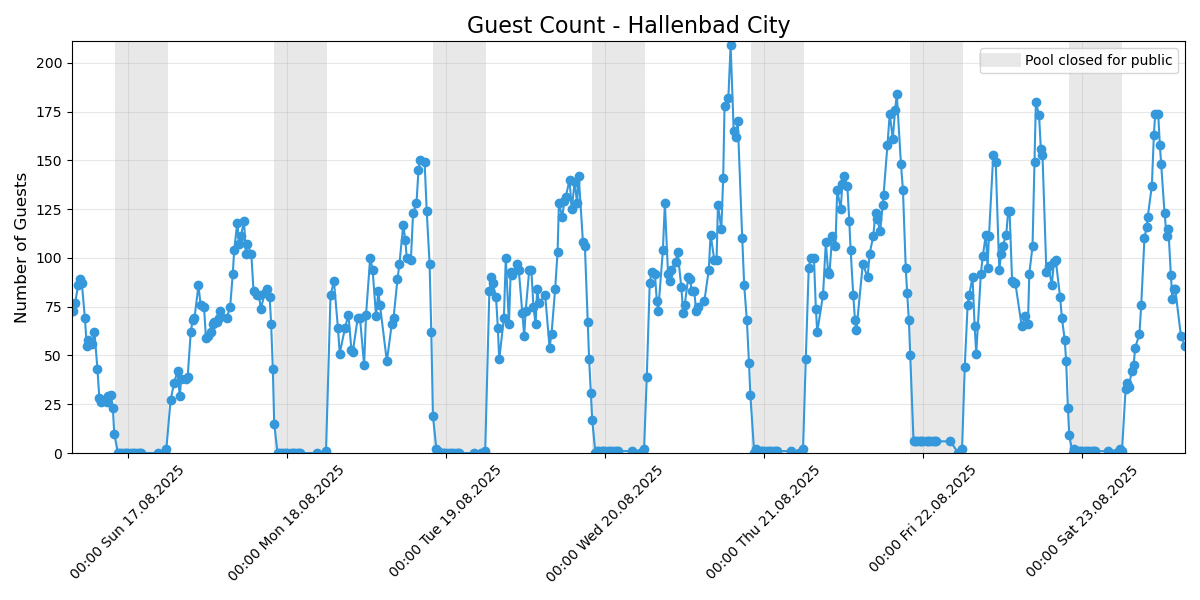 Guest Count - Hallenbad City
Pool closed for public
Number of Guests
200
175
150
125
100
75
50
25
0
00:00 Sun 17.08.2025
00:00 Mon 18.08.2025
00:00 Tue 19.08.2025
00:00 Wed 20.08.2025
00:00 Thu 21.08.2025
00:00 Fri 22.08.2025
00:00 Sat 23.08.2025